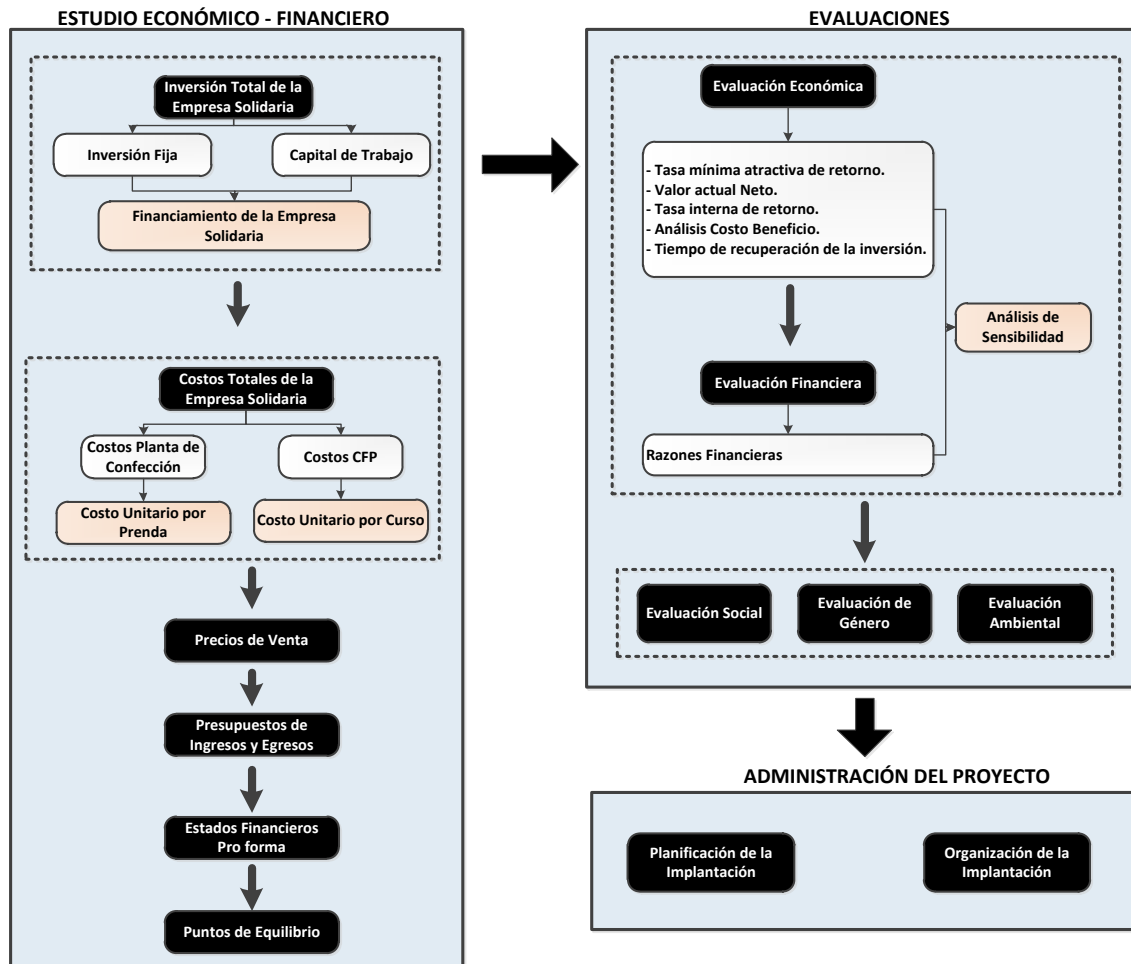 ESTUDIO ECONÓMICO - FINANCIERO
Inversión Total de la
Empresa Solidaria
Inversión Fija
Capital de Trabajo
Financiamiento de la Empresa
Solidaria
Costos Totales de la
Empresa Solidaria
Costos Planta de
Confección
Costos CFP
Costo Unitario por
Prenda
Costo Unitario por Curso
Precios de Venta
Presupuestos de
Ingresos y Egresos
Estados Financieros
Pro forma
Puntos de Equilibrio
EVALUACIONES
Evaluación Económica
- Tasa mínima atractiva de retorno.
- Valor actual Neto.
- Tasa interna de retorno.
- Análisis Costo Beneficio.
- Tiempo de recuperación de la inversión.
Análisis de
Sensibilidad
Evaluación Financiera
Razones Financieras
Evaluación Social
Evaluación de
Género
Evaluación
Ambiental
ADMINISTRACIÓN DEL PROYECTO
Planificación de la
Implantación
Organización de la
Implantación